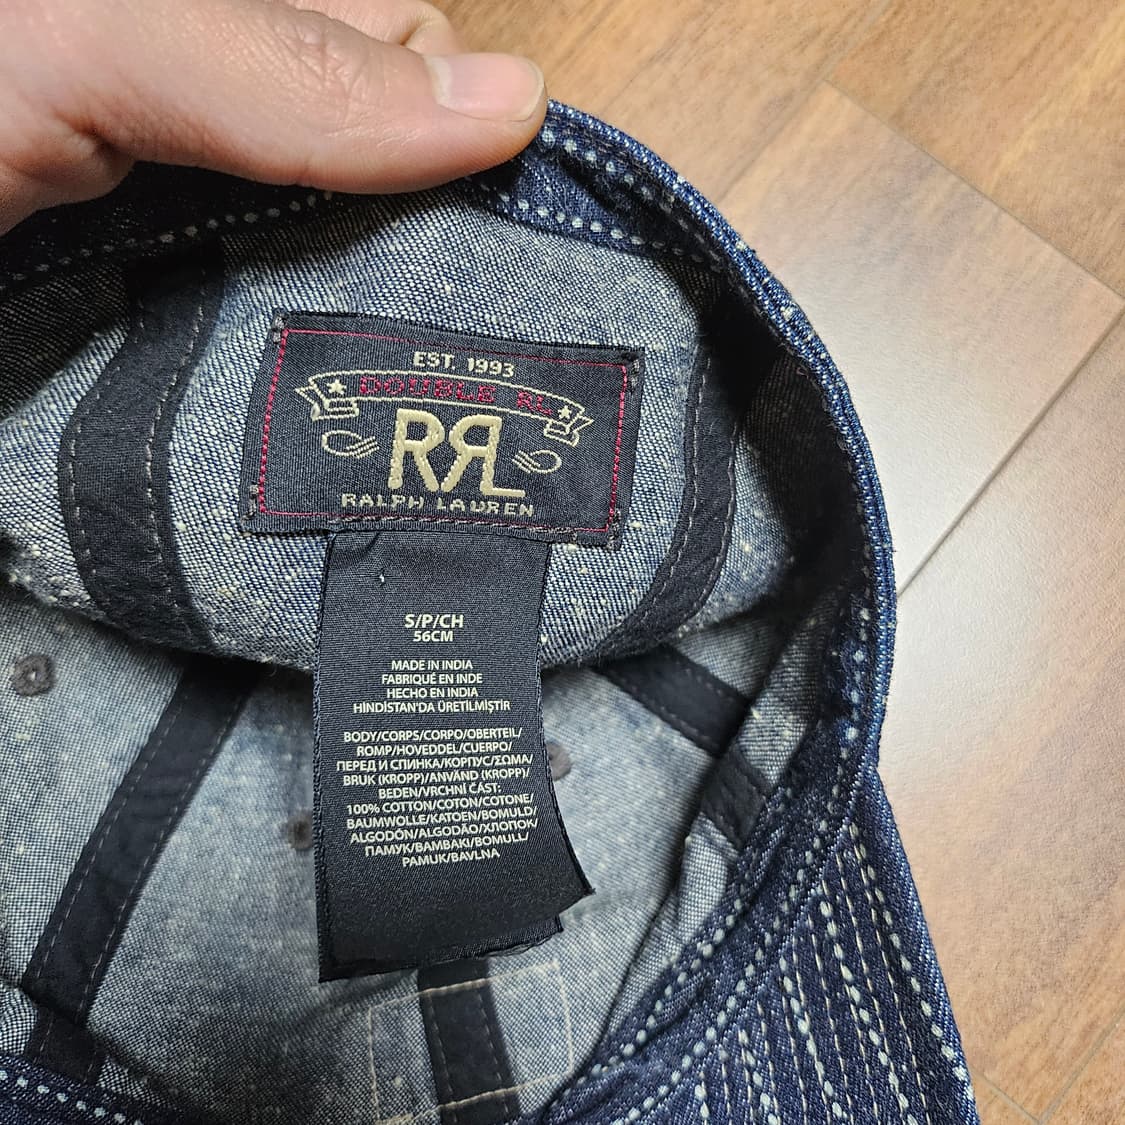 EST. 1993
DOUBLE RL
RRL
RALPH LAUREN
S/P/CH
56CM
MADE IN INDIA
FABRIQUÉ EN INDE
HECHO EN INDIA
HİNDİSTAN'DA ÜRETİLMİŞTİR
BODY/CORPS/CORPO/OBERTEIL/
ROMP/HOVEDDEL/CUERPO/
ПЕРЕД И СПИНКА/КОРПУС/ΣΩΜΑ/
BRUK (KROPP)/ANVÄND (KROPP)/
BEDEN/VRCHNÍ ČÁST:
100% COTTON/COTON/COTONE/
BAUMWOLLE/KATOEN/BOMULD/
ALGODÓN/ALGODÃO/ХЛОПОК/
ПАМУК/ΒΑΜΒΑΚΙ/BOMULL/
PAMUK/BAVLNA